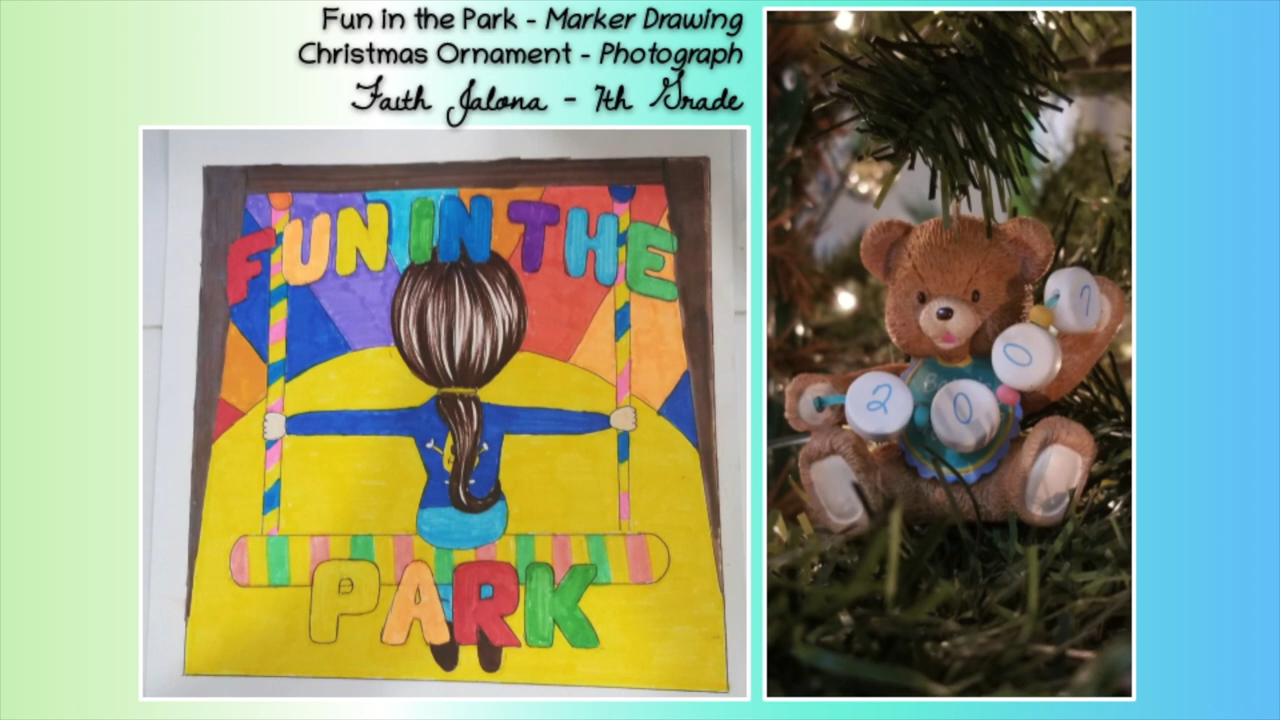 Fun in the Park - Marker Drawing
Christmas Ornament - Photograph
Faith Jalona - 7th Grade
FUN IN THE
PARK
2007